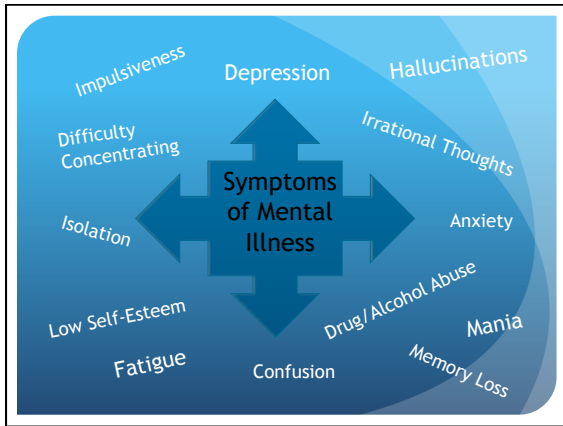 Impulsiveness
Depression
Hallucinations
Difficulty
Concentrating
Irrational Thoughts
Symptoms
of Mental
Illness
Isolation
Anxiety
Low Self-Esteem
Drug/Alcohol Abuse
Mania
Fatigue
Confusion
Memory Loss